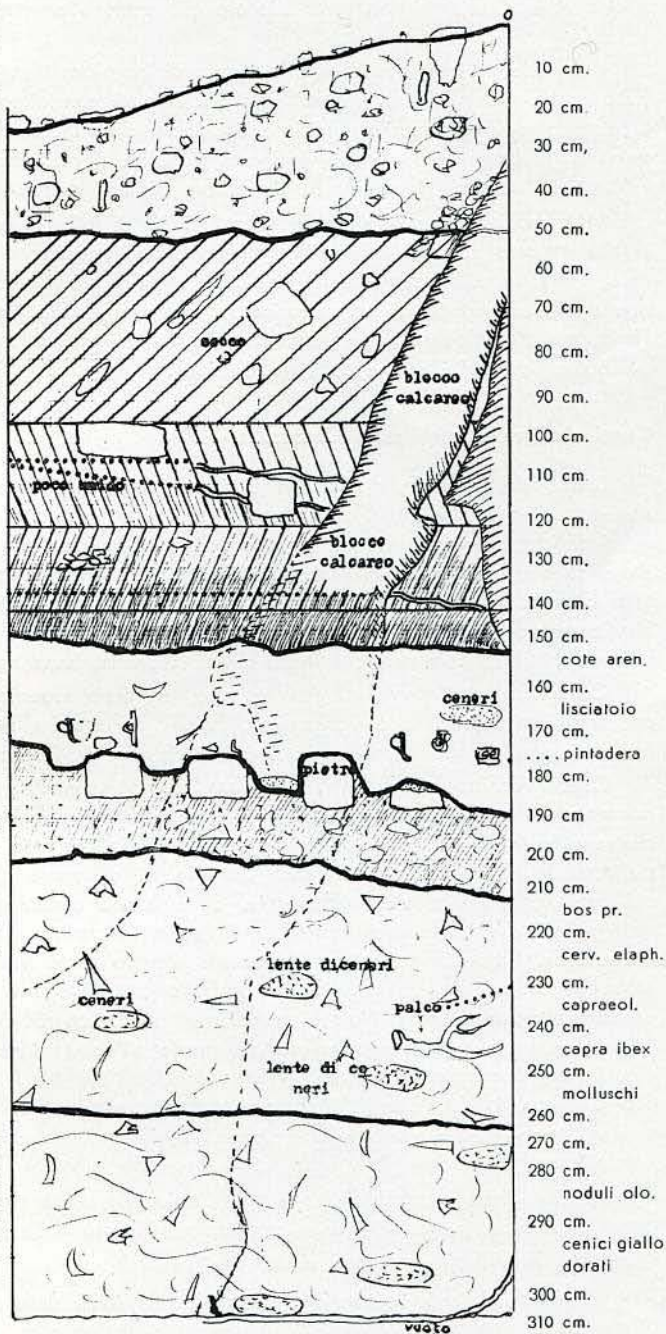 0
10 cm.
20 cm.
30 cm,
40 cm.
50 cm.
60 cm.
70 cm.
secco
80 cm.
blocco
calcareo
90 cm.
100 cm.
poco umido
110 cm.
120 cm.
blocco
calcareo
130 cm.
140 cm.
150 cm.
cote aren.
160 cm.
ceneri
lisciatoio
170 cm.
....pintadera
pietre
180 cm.
190 cm
200 cm.
210 cm.
bos pr.
220 cm.
cerv. elaph.
lente diceneri
230 cm.
ceneri
palco
capraeol.
240 cm.
capra ibex
lente di ce
neri
250 cm.
molluschi
260 cm.
270 cm.
280 cm.
noduli olo.
290 cm.
cenici giallo
dorati
300 cm.
310 cm.
vuoto